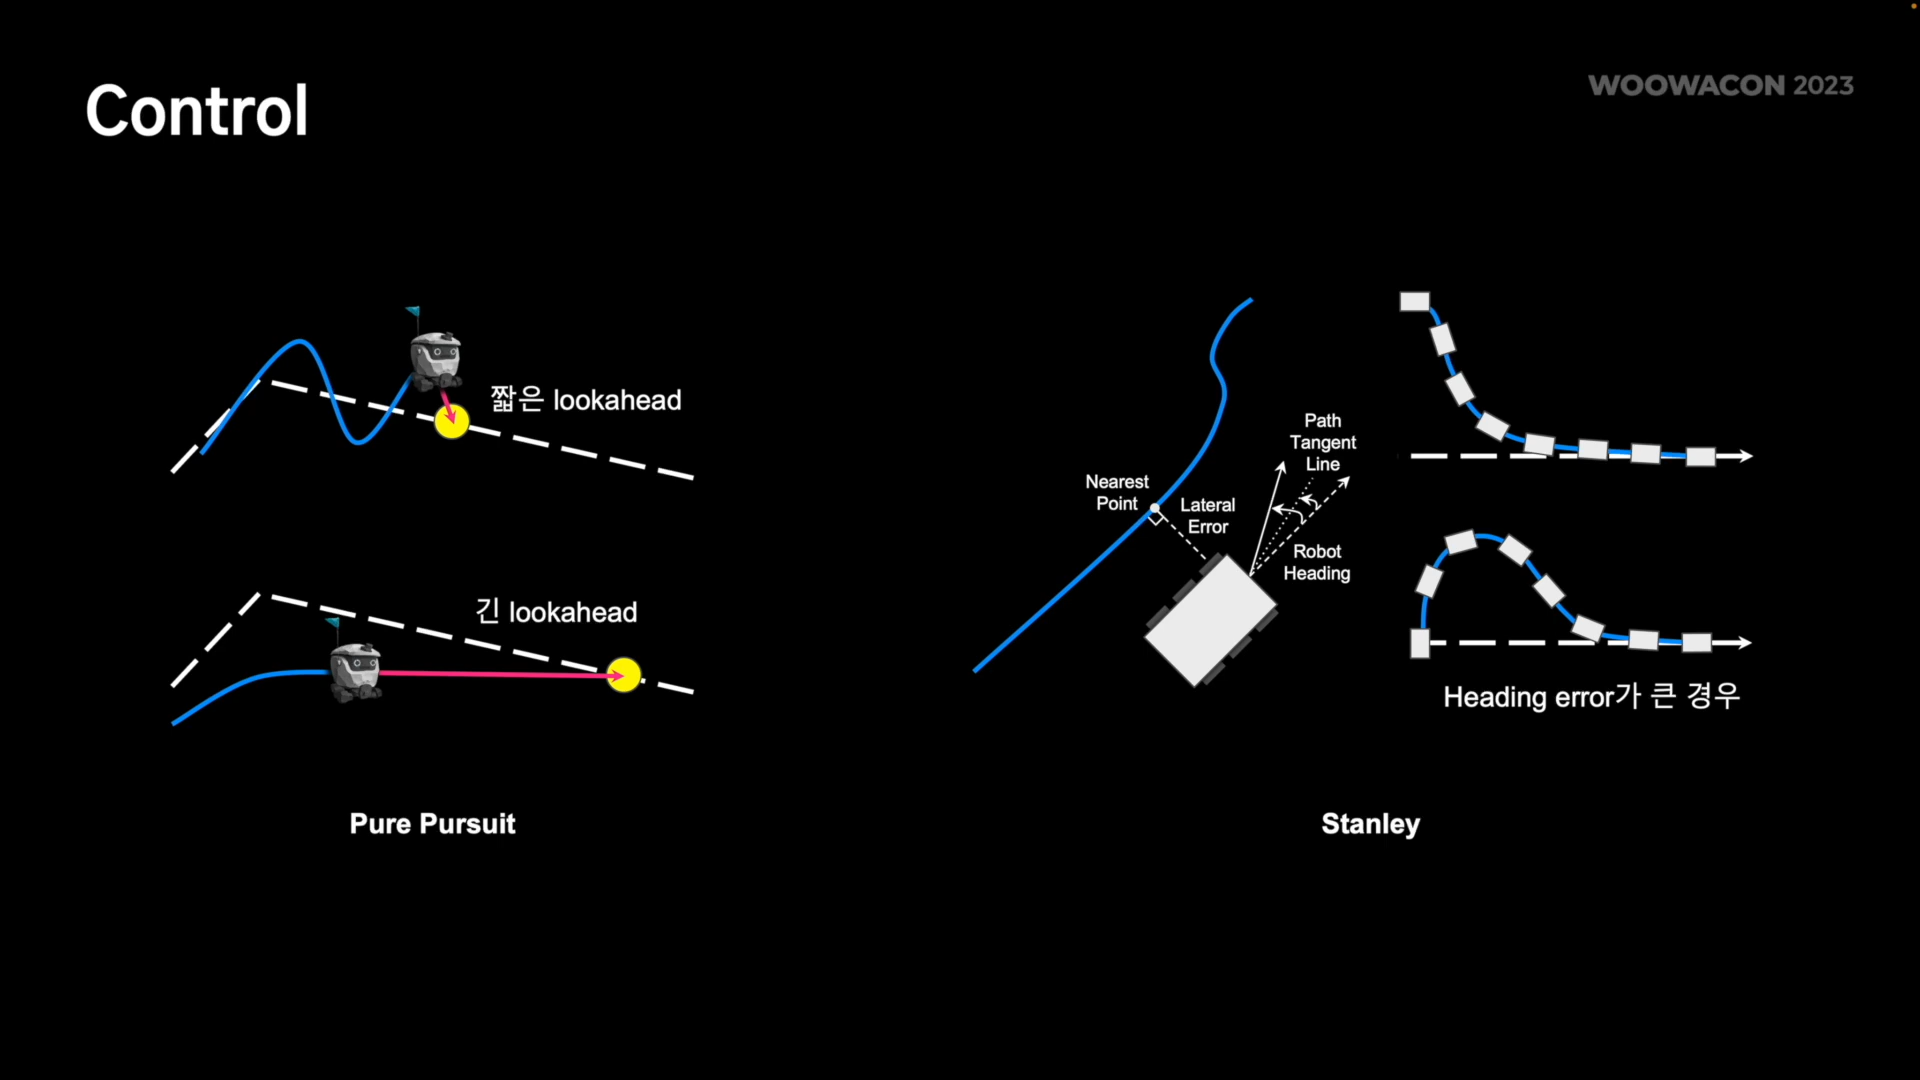 Control
WOOWACON 2023
짧은 lookahead
긴 lookahead
Pure Pursuit
Nearest
Point
Lateral
Error
Path
Tangent
Line
Robot
Heading
Heading error가 큰 경우
Stanley